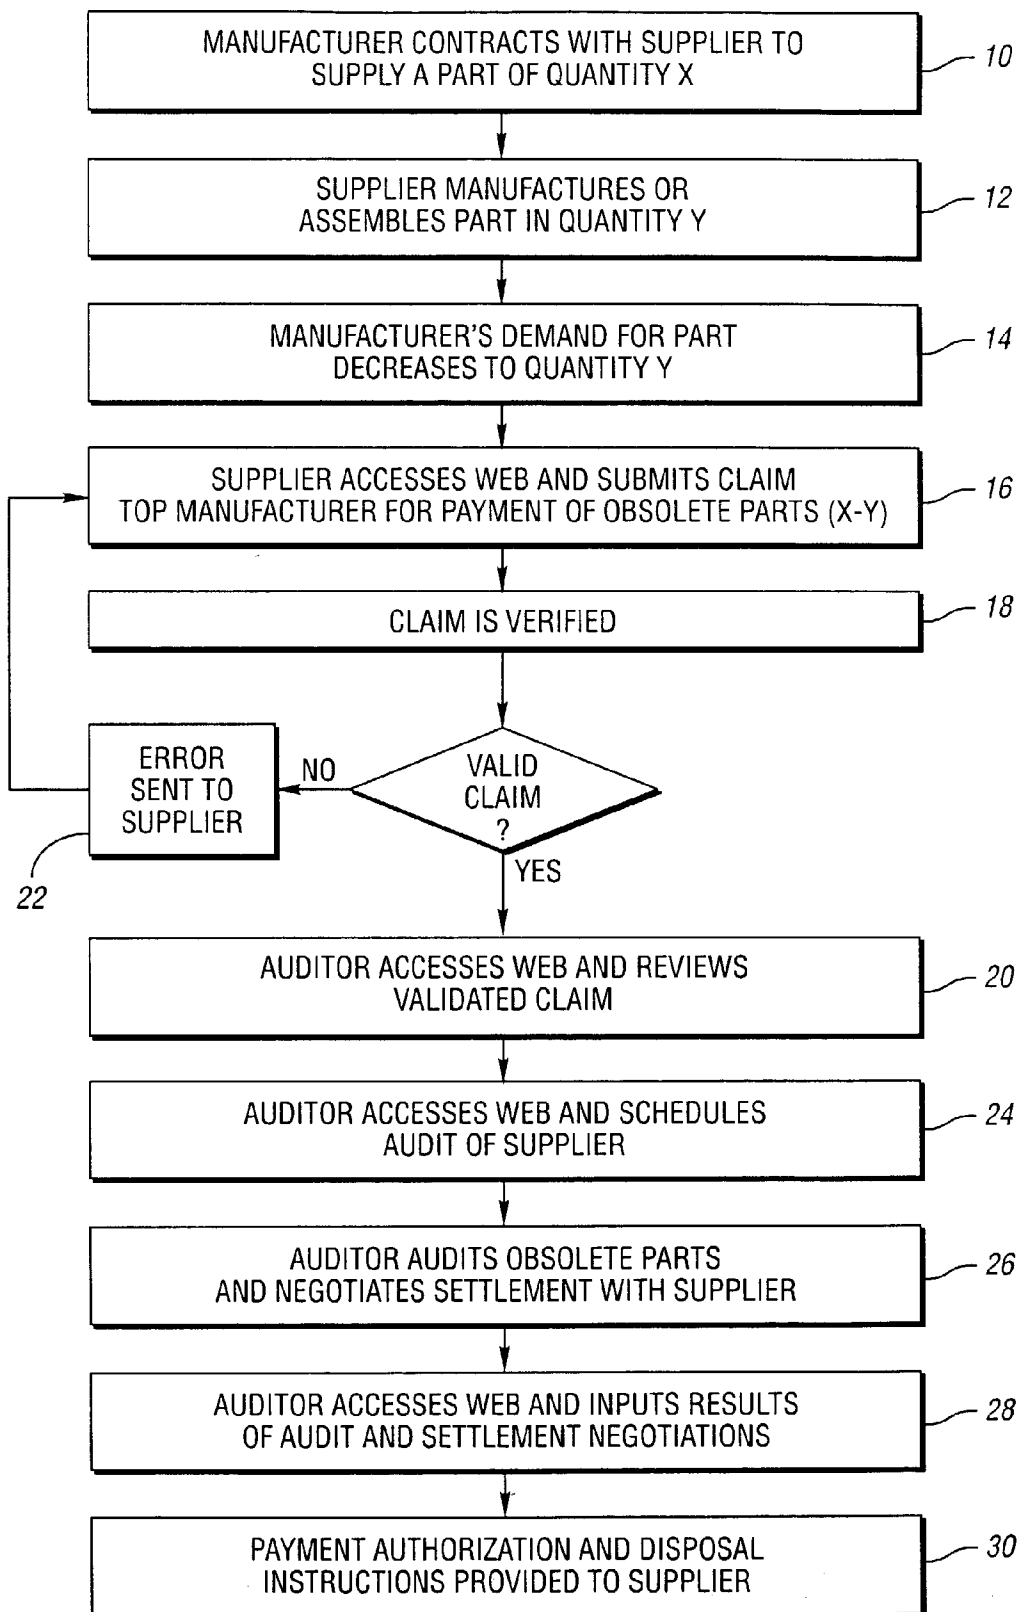 MANUFACTURER CONTRACTS WITH SUPPLIER TO
SUPPLY A PART OF QUANTITY X
10
SUPPLIER MANUFACTURES OR
ASSEMBLES PART IN QUANTITY Y
12
MANUFACTURER'S DEMAND FOR PART
DECREASES TO QUANTITY Y
14
SUPPLIER ACCESSES WEB AND SUBMITS CLAIM
TOP MANUFACTURER FOR PAYMENT OF OBSOLETE PARTS (X-Y)
16
CLAIM IS VERIFIED
18
VALID
CLAIM
?
NO
ERROR
SENT TO
SUPPLIER
22
YES
AUDITOR ACCESSES WEB AND REVIEWS
VALIDATED CLAIM
20
AUDITOR ACCESSES WEB AND SCHEDULES
AUDIT OF SUPPLIER
24
AUDITOR AUDITS OBSOLETE PARTS
AND NEGOTIATES SETTLEMENT WITH SUPPLIER
26
AUDITOR ACCESSES WEB AND INPUTS RESULTS
OF AUDIT AND SETTLEMENT NEGOTIATIONS
28
PAYMENT AUTHORIZATION AND DISPOSAL
INSTRUCTIONS PROVIDED TO SUPPLIER
30